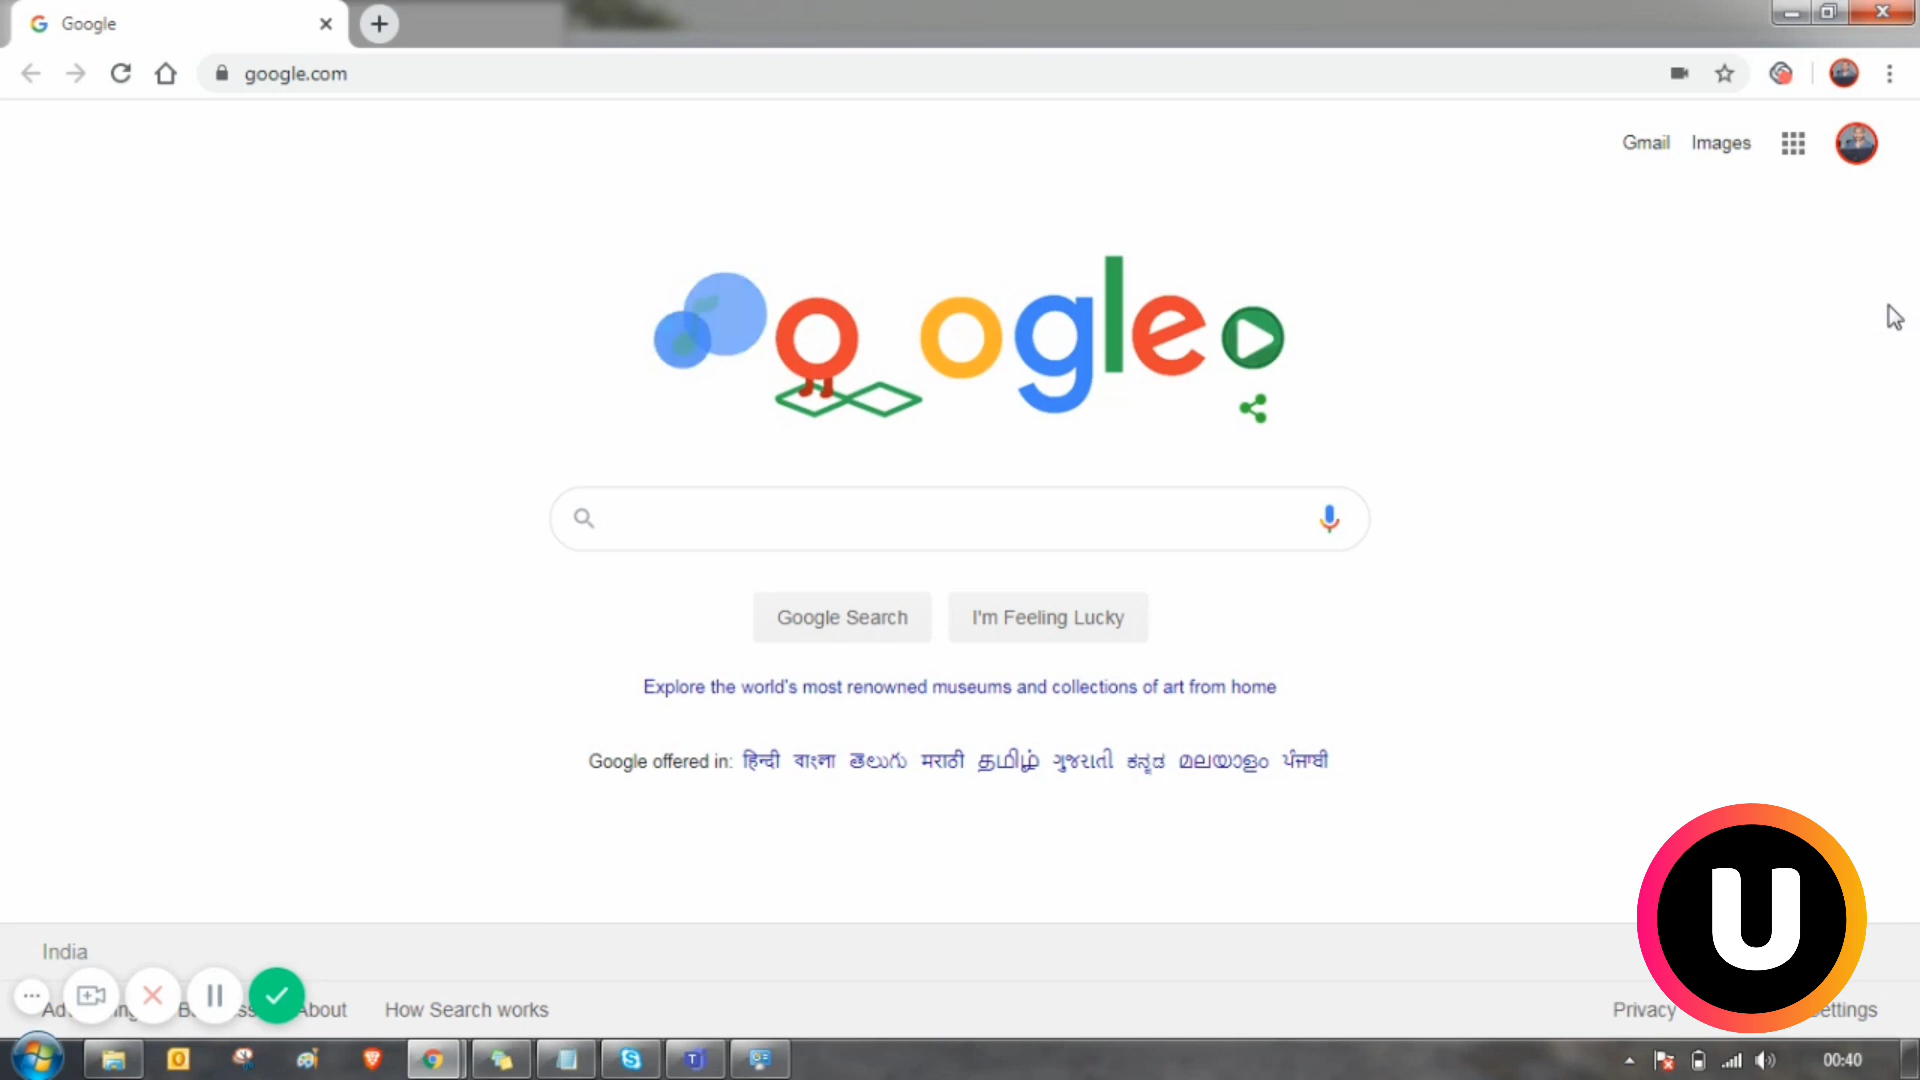 Google
google.com
Gmail Images
oogle
Google Search I'm Feeling Lucky
Explore the world's most renowned museums and collections of art from home
Google offered in: हिन्दी বাংলা తెలుగు मराठी தமிழ் ગુજરાતી ಕನ್ನಡ മലയാളം ਪੰਜਾਬੀ
India
How Search works
Privacy
U
00:40